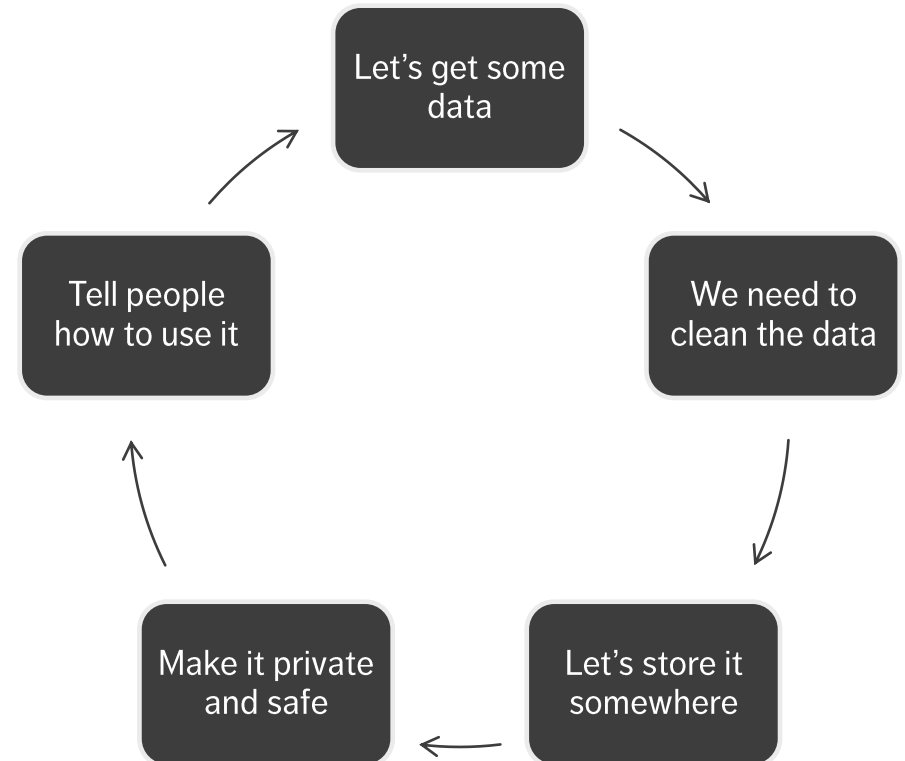 Let’s get some
data
We need to
clean the data
Let’s store it
somewhere
Make it private
and safe
Tell people
how to use it